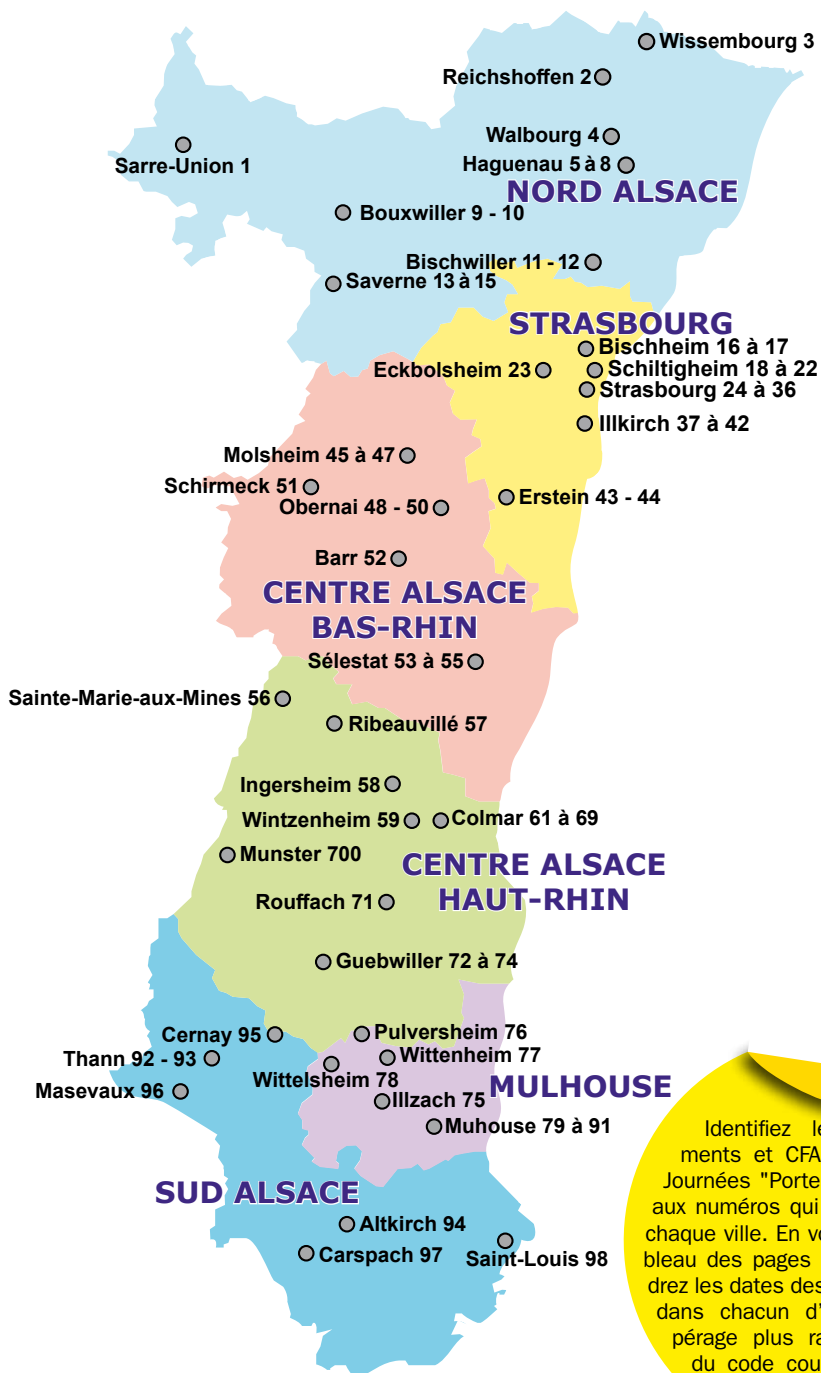 Wissembourg 3
Reichshoffen 2
Walbourg 4
Sarre-Union 1
Haguenau 5 à 8
NORD ALSACE
Bouxwiller 9 - 10
Bischwiller 11 - 12
Saverne 13 à 15
STRASBOURG
Bischheim 16 à 17
Eckbolsheim 23
Schiltigheim 18 à 22
Strasbourg 24 à 36
Illkirch 37 à 42
Molsheim 45 à 47
Schirmeck 51
Obernai 48 - 50
Erstein 43 - 44
Barr 52
CENTRE ALSACE
BAS-RHIN
Sélestat 53 à 55
Sainte-Marie-aux-Mines 56
Ribeauvillé 57
Ingersheim 58
Wintzenheim 59
Colmar 61 à 69
Munster 700
CENTRE ALSACE
HAUT-RHIN
Rouffach 71
Guebwiller 72 à 74
Cernay 95
Pulversheim 76
Thann 92 - 93
Wittenheim 77
Wittelsheim 78
MULHOUSE
Masevaux 96
Illzach 75
Muhouse 79 à 91
SUD ALSACE
Altkirch 94
Carspach 97
Saint-Louis 98
Identifiez le
ments et CFA
Journées "Porte
aux numéros qui
chaque ville. En vo
bleau des pages
drez les dates des
dans chacun d'
pérage plus ra
du code cou